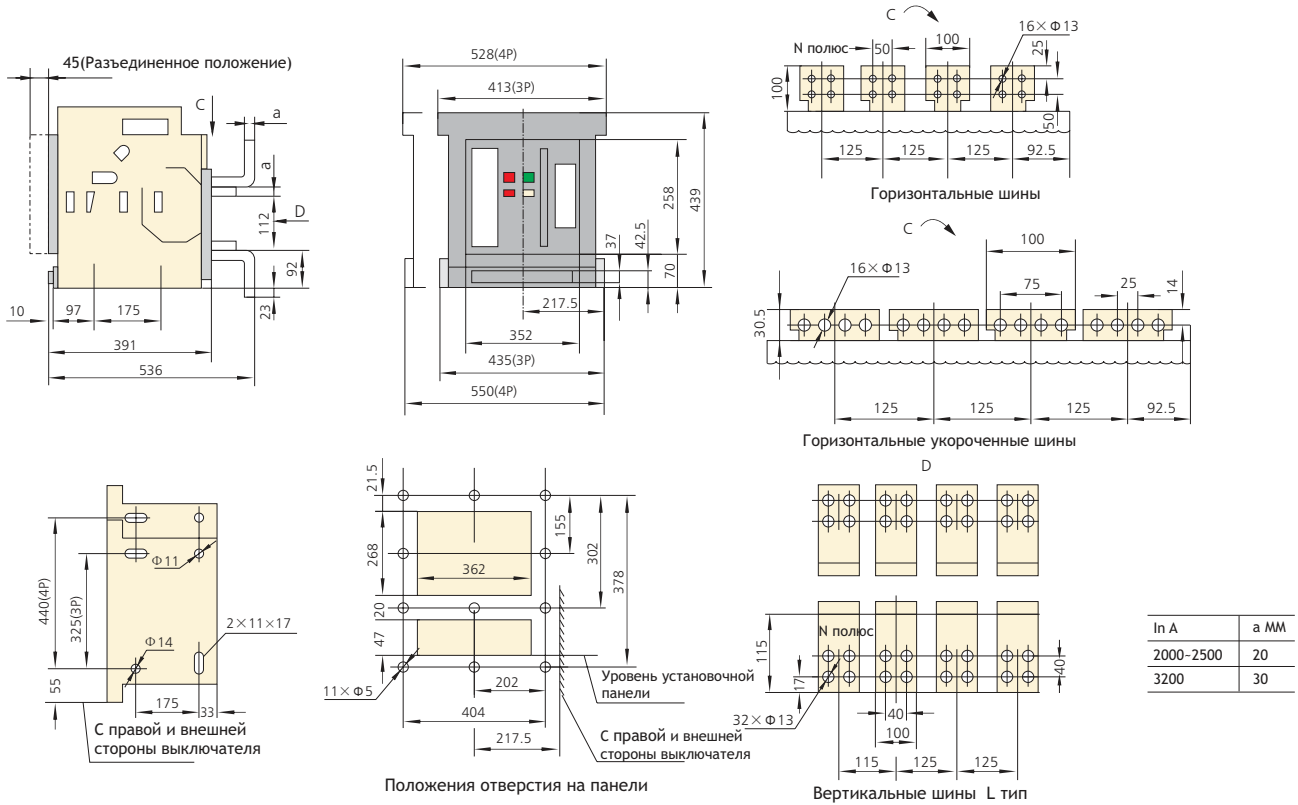 45(Разъединенное положение)
C
a
a
112
D
92
23
10
97
175
391
536
528(4P)
413(3P)
258
439
37
42.5
70
217.5
352
435(3P)
550(4P)
C
16×Φ13
N полюс
50
100
25
100
50
125
125
125
92.5
Горизонтальные шины
C
100
16×Φ13
75
25
14
30.5
125
125
125
92.5
Горизонтальные укороченные шины
440(4P)
325(3P)
Φ11
2×11×17
Φ14
55
175
33
С правой и внешней
стороны выключателя
21.5
155
302
378
268
362
20
47
11×Φ5
202
404
217.5
Уровень установочной
панели
С правой и внешней
стороны выключателя
Положения отверстия на панели
D
N полюс
115
17
40
32×Φ13
40
100
115
125
125
Вертикальные шины L тип
In A a MM
2000-2500 20
3200 30